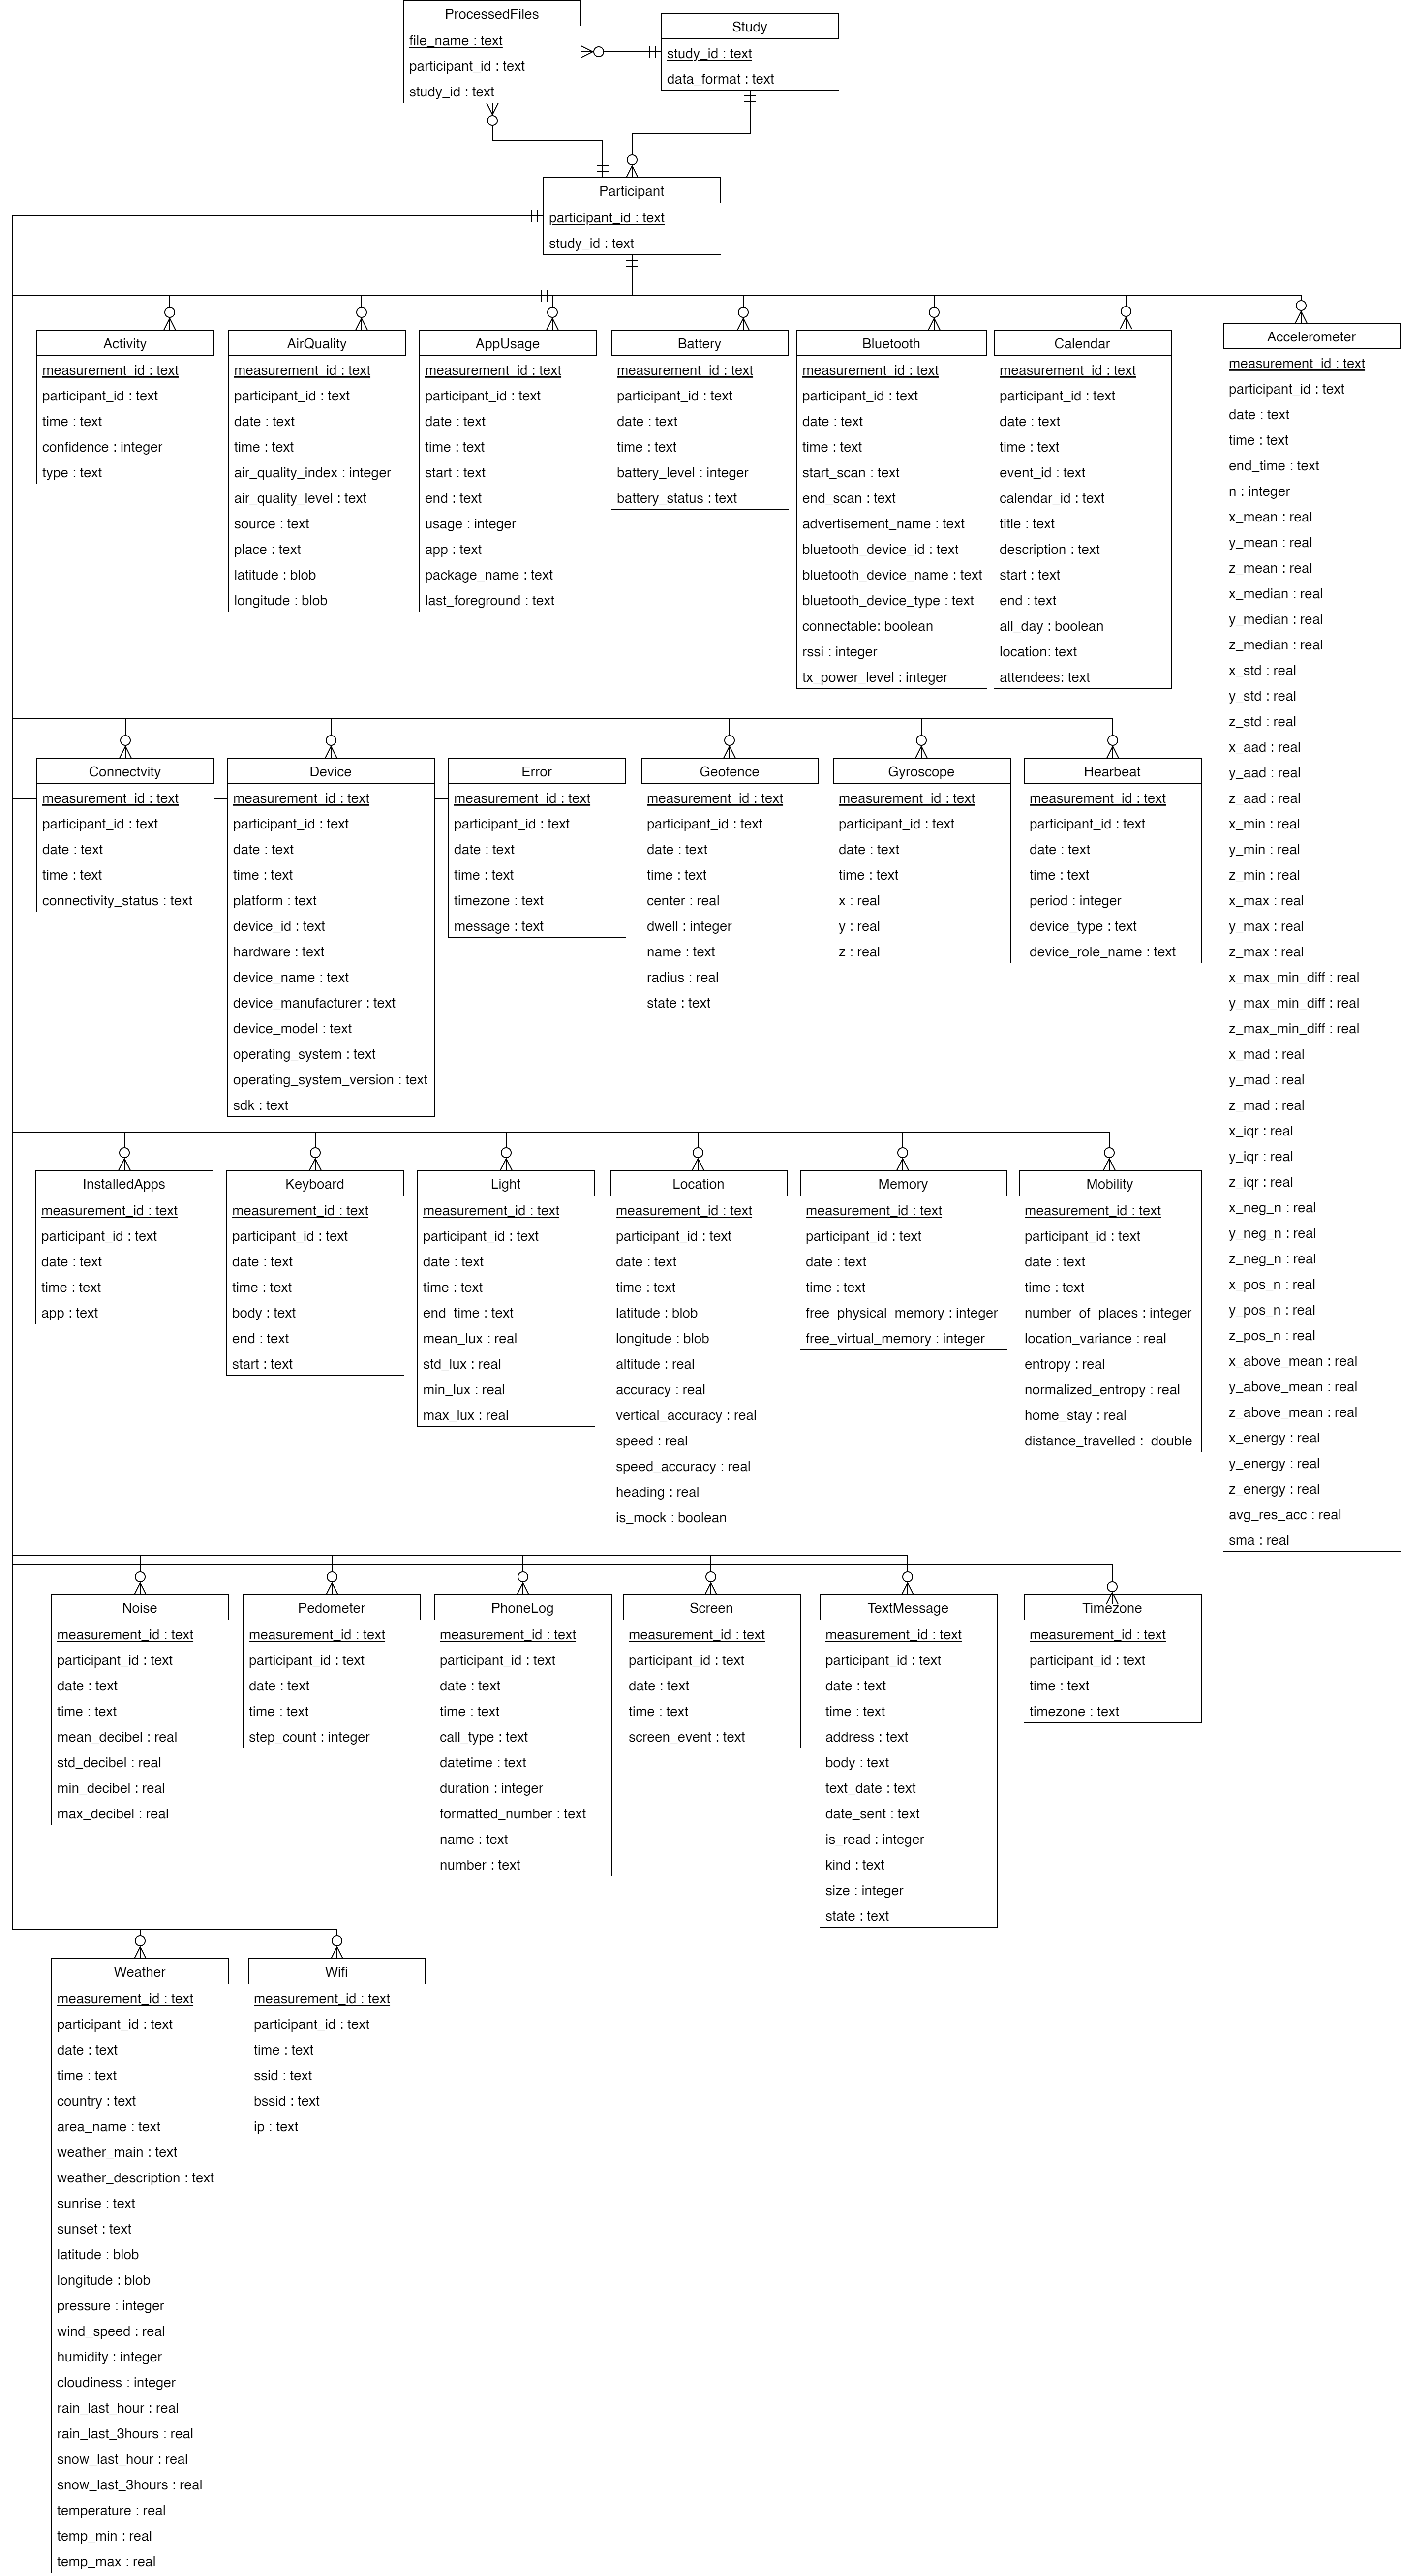 ProcessedFiles
file_name : text
participant_id : text
study_id : text
Study
study_id : text
data_format : text
Participant
participant_id : text
study_id : text
Activity
measurement_id : text
participant_id : text
time : text
confidence : integer
type : text
AirQuality
measurement_id : text
participant_id : text
date : text
time : text
air_quality_index : integer
air_quality_level : text
source : text
place : text
latitude : blob
longitude : blob
AppUsage
measurement_id : text
participant_id : text
date : text
time : text
start : text
end : text
usage : integer
app : text
package_name : text
last_foreground : text
Battery
measurement_id : text
participant_id : text
date : text
time : text
battery_level : integer
battery_status : text
Bluetooth
measurement_id : text
participant_id : text
date : text
time : text
start_scan : text
end_scan : text
advertisement_name : text
bluetooth_device_id : text
bluetooth_device_name : text
bluetooth_device_type : text
connectable: boolean
rssi : integer
tx_power_level : integer
Calendar
measurement_id : text
participant_id : text
date : text
time : text
event_id : text
calendar_id : text
title : text
description : text
start : text
end : text
all_day : boolean
location: text
attendees: text
Accelerometer
measurement_id : text
participant_id : text
date : text
time : text
end_time : text
n : integer
x_mean : real
y_mean : real
z_mean : real
x_median : real
y_median : real
z_median : real
x_std : real
y_std : real
z_std : real
x_aad : real
y_aad : real
z_aad : real
x_min : real
y_min : real
z_min : real
x_max : real
y_max : real
z_max : real
x_max_min_diff : real
y_max_min_diff : real
z_max_min_diff : real
x_mad : real
y_mad : real
z_mad : real
x_iqr : real
y_iqr : real
z_iqr : real
x_neg_n : real
y_neg_n : real
z_neg_n : real
x_pos_n : real
y_pos_n : real
z_pos_n : real
x_above_mean : real
y_above_mean : real
z_above_mean : real
x_energy : real
y_energy : real
z_energy : real
avg_res_acc : real
sma : real
Connectvity
measurement_id : text
participant_id : text
date : text
time : text
connectivity_status : text
Device
measurement_id : text
participant_id : text
date : text
time : text
platform : text
device_id : text
hardware : text
device_name : text
device_manufacturer : text
device_model : text
operating_system : text
operating_system_version : text
sdk : text
Error
measurement_id : text
participant_id : text
date : text
time : text
timezone : text
message : text
Geofence
measurement_id : text
participant_id : text
date : text
time : text
center : real
dwell : integer
name : text
radius : real
state : text
Gyroscope
measurement_id : text
participant_id : text
date : text
time : text
x : real
y : real
z : real
Hearbeat
measurement_id : text
participant_id : text
date : text
time : text
period : integer
device_type : text
device_role_name : text
InstalledApps
measurement_id : text
participant_id : text
date : text
time : text
app : text
Keyboard
measurement_id : text
participant_id : text
date : text
time : text
body : text
end : text
start : text
Light
measurement_id : text
participant_id : text
date : text
time : text
end_time : text
mean_lux : real
std_lux : real
min_lux : real
max_lux : real
Location
measurement_id : text
participant_id : text
date : text
time : text
latitude : blob
longitude : blob
altitude : real
accuracy : real
vertical_accuracy : real
speed : real
speed_accuracy : real
heading : real
is_mock : boolean
Memory
measurement_id : text
participant_id : text
date : text
time : text
free_physical_memory : integer
free_virtual_memory : integer
Mobility
measurement_id : text
participant_id : text
date : text
time : text
number_of_places : integer
location_variance : real
entropy : real
normalized_entropy : real
home_stay : real
distance_travelled :  double
Noise
measurement_id : text
participant_id : text
date : text
time : text
mean_decibel : real
std_decibel : real
min_decibel : real
max_decibel : real
Pedometer
measurement_id : text
participant_id : text
date : text
time : text
step_count : integer
PhoneLog
measurement_id : text
participant_id : text
date : text
time : text
call_type : text
datetime : text
duration : integer
formatted_number : text
name : text
number : text
Screen
measurement_id : text
participant_id : text
date : text
time : text
screen_event : text
TextMessage
measurement_id : text
participant_id : text
date : text
time : text
address : text
body : text
text_date : text
date_sent : text
is_read : integer
kind : text
size : integer
state : text
Timezone
measurement_id : text
participant_id : text
time : text
timezone : text
Weather
measurement_id : text
participant_id : text
date : text
time : text
country : text
area_name : text
weather_main : text
weather_description : text
sunrise : text
sunset : text
latitude : blob
longitude : blob
pressure : integer
wind_speed : real
humidity : integer
cloudiness : integer
rain_last_hour : real
rain_last_3hours : real
snow_last_hour : real
snow_last_3hours : real
temperature : real
temp_min : real
temp_max : real
Wifi
measurement_id : text
participant_id : text
time : text
ssid : text
bssid : text
ip : text